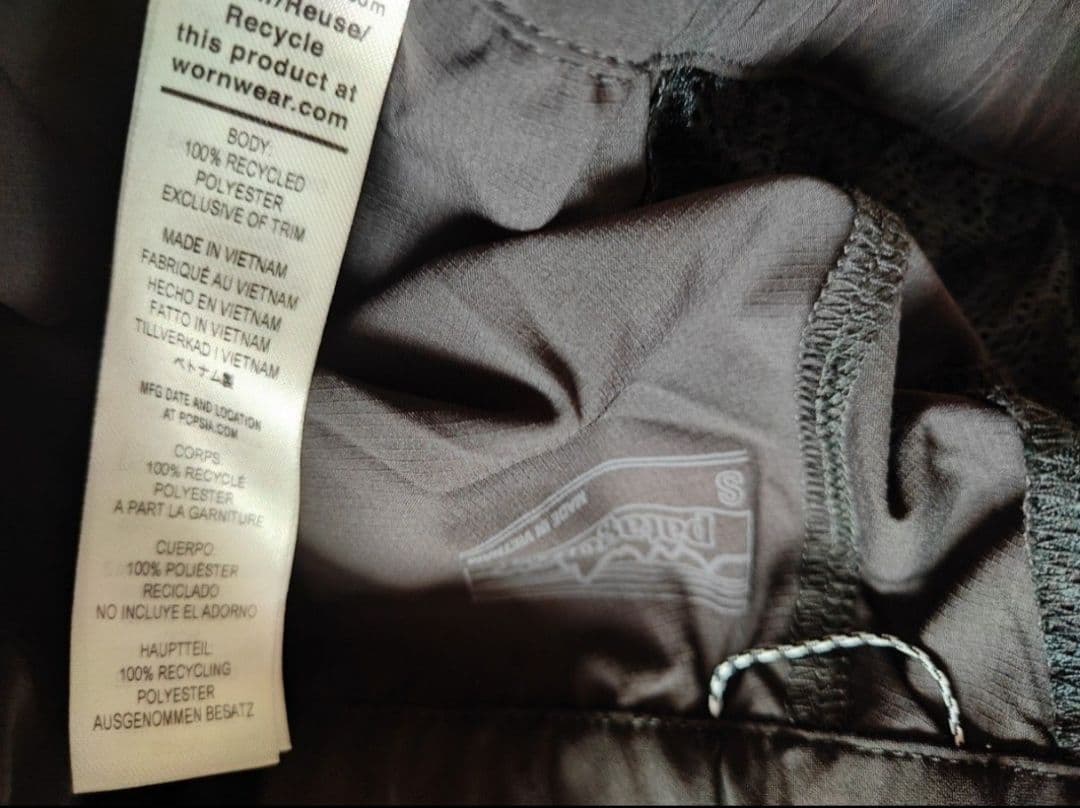 Recycle
this product at
wornwear.com
BODY:
100% RECYCLED
POLYESTER
EXCLUSIVE OF TRIM
MADE IN VIETNAM
FABRIQUÉ AU VIETNAM
HECHO EN VIETNAM
FATTO IN VIETNAM
TILLVERKAD I VIETNAM
ベトナム製
MFG DATE AND LOCATION
AT POPSIA.COM
CORPS:
100% RECYCLÉ
POLYESTER
A PART LA GARNITURE
CUERPO:
100% POLIÉSTER
RECICLADO
NO INCLUYE EL ADORNO
HAUPTTEIL:
100% RECYCLING
POLYESTER
AUSGENOMMEN BESATZ
S
MADE IN